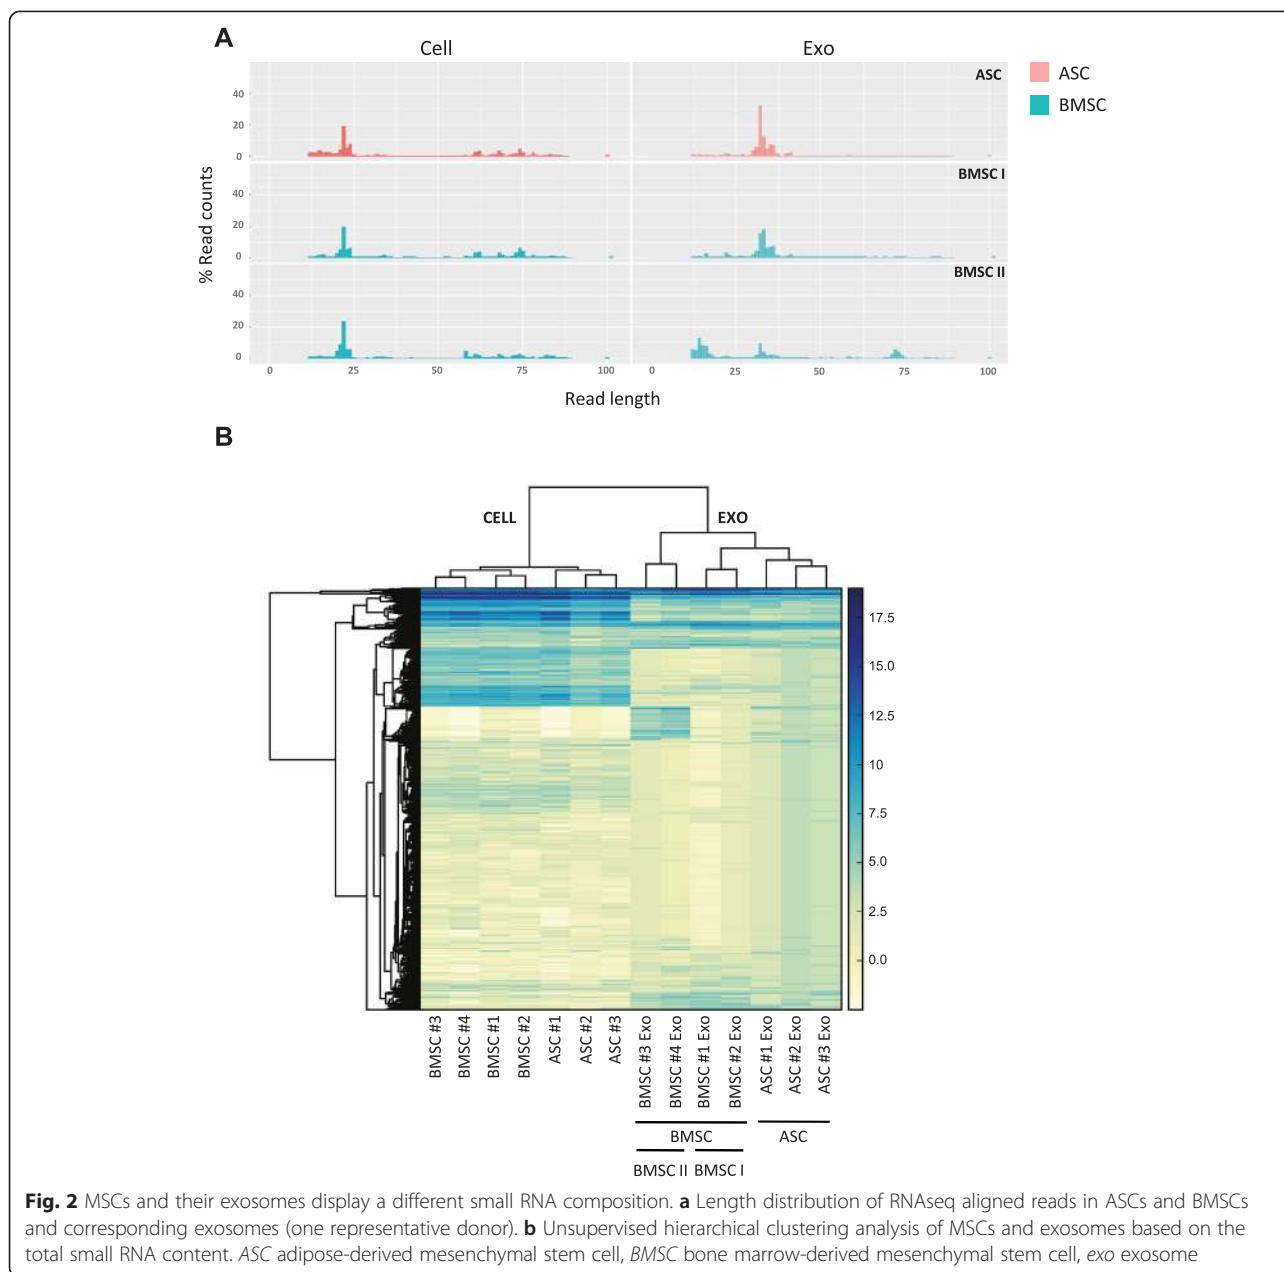 A
Cell
Exo
ASC
ASC
BMSC
40
20
0
BMSC I
40
20
0
BMSC II
40
20
0
% Read counts
0 25 50 75 100 0 25 50 75 100
Read length
B
CELL
EXO
17.5
15.0
12.5
10
7.5
5.0
2.5
0.0
BMSC #3
BMSC #4
BMSC #1
BMSC #2
ASC #1
ASC #2
ASC #3
BMSC #3 Exo
BMSC #4 Exo
BMSC #1 Exo
BMSC #2 Exo
ASC #1 Exo
ASC #2 Exo
ASC #3 Exo
BMSC ASC
BMSC II BMSC I
Fig. 2 MSCs and their exosomes display a different small RNA composition. a Length distribution of RNAseq aligned reads in ASCs and BMSCs
and corresponding exosomes (one representative donor). b Unsupervised hierarchical clustering analysis of MSCs and exosomes based on the
total small RNA content. ASC adipose-derived mesenchymal stem cell, BMSC bone marrow-derived mesenchymal stem cell, exo exosome